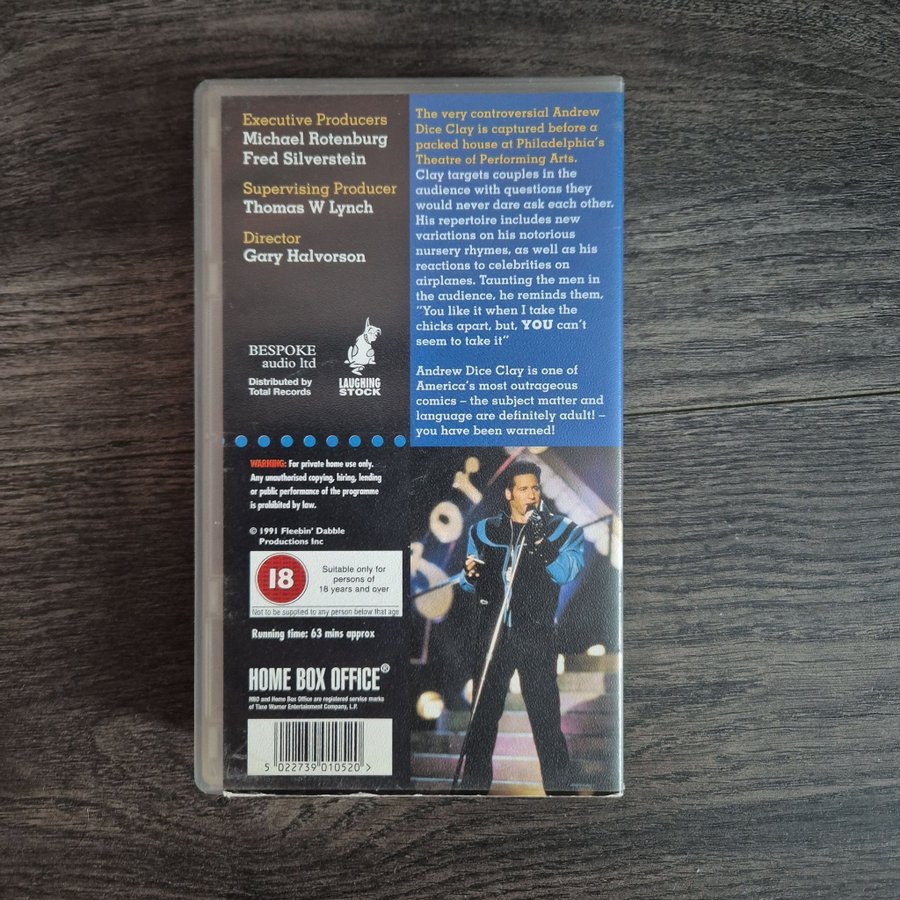 Executive Producers
Michael Rotenburg
Fred Silverstein
Supervising Producer
Thomas W Lynch
Director
Gary Halvorson
BESPOKE
audio ltd
Distributed by
Total Records
LAUGHING
STOCK
The very controversial Andrew
Dice Clay is captured before a
packed house at Philadelphia's
Theatre of Performing Arts.
Clay targets couples in the
audience with questions they
would never dare ask each other.
His repertoire includes new
variations on his notorious
nursery rhymes, as well as his
reactions to celebrities on
airplanes. Taunting the men in
the audience, he reminds them,
"You like it when I take the
chicks apart, but, YOU can't
seem to take it"
Andrew Dice Clay is one of
America's most outrageous
comics – the subject matter and
language are definitely adult! –
you have been warned!
WARNING: For private home use only.
Any unauthorised copying, hiring, lending
or public performance of the programme
is prohibited by law.
© 1991 Fleebin' Dabble
Productions Inc
18
Suitable only for
persons of
18 years and over
Not to be supplied to any person below that age
Running time: 63 mins approx
HOME BOX OFFICE®
HBO and Home Box Office are registered service marks
of Time Warner Entertainment Company, L.P.
5 022739 010520 >